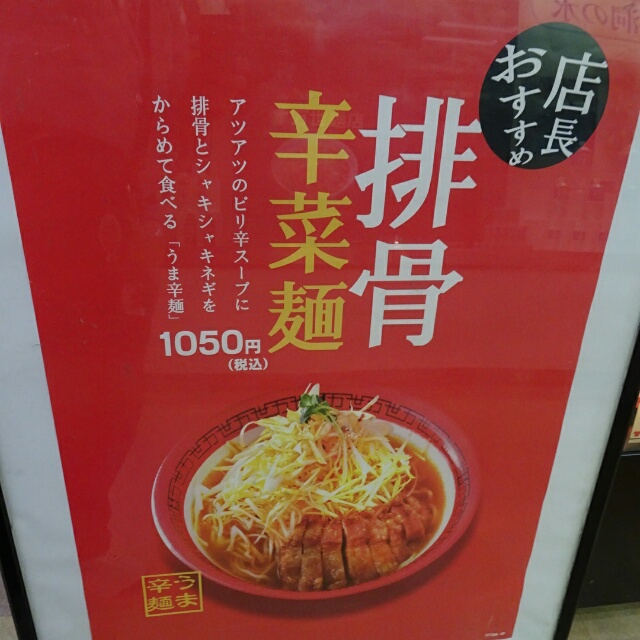 店長
おすすめ
排骨
辛菜麺
アツアツのピリ辛スープに
排骨とシャキシャキネギを
からめて食べる「うま辛麺」
1050円
(税込)
うま
辛麺